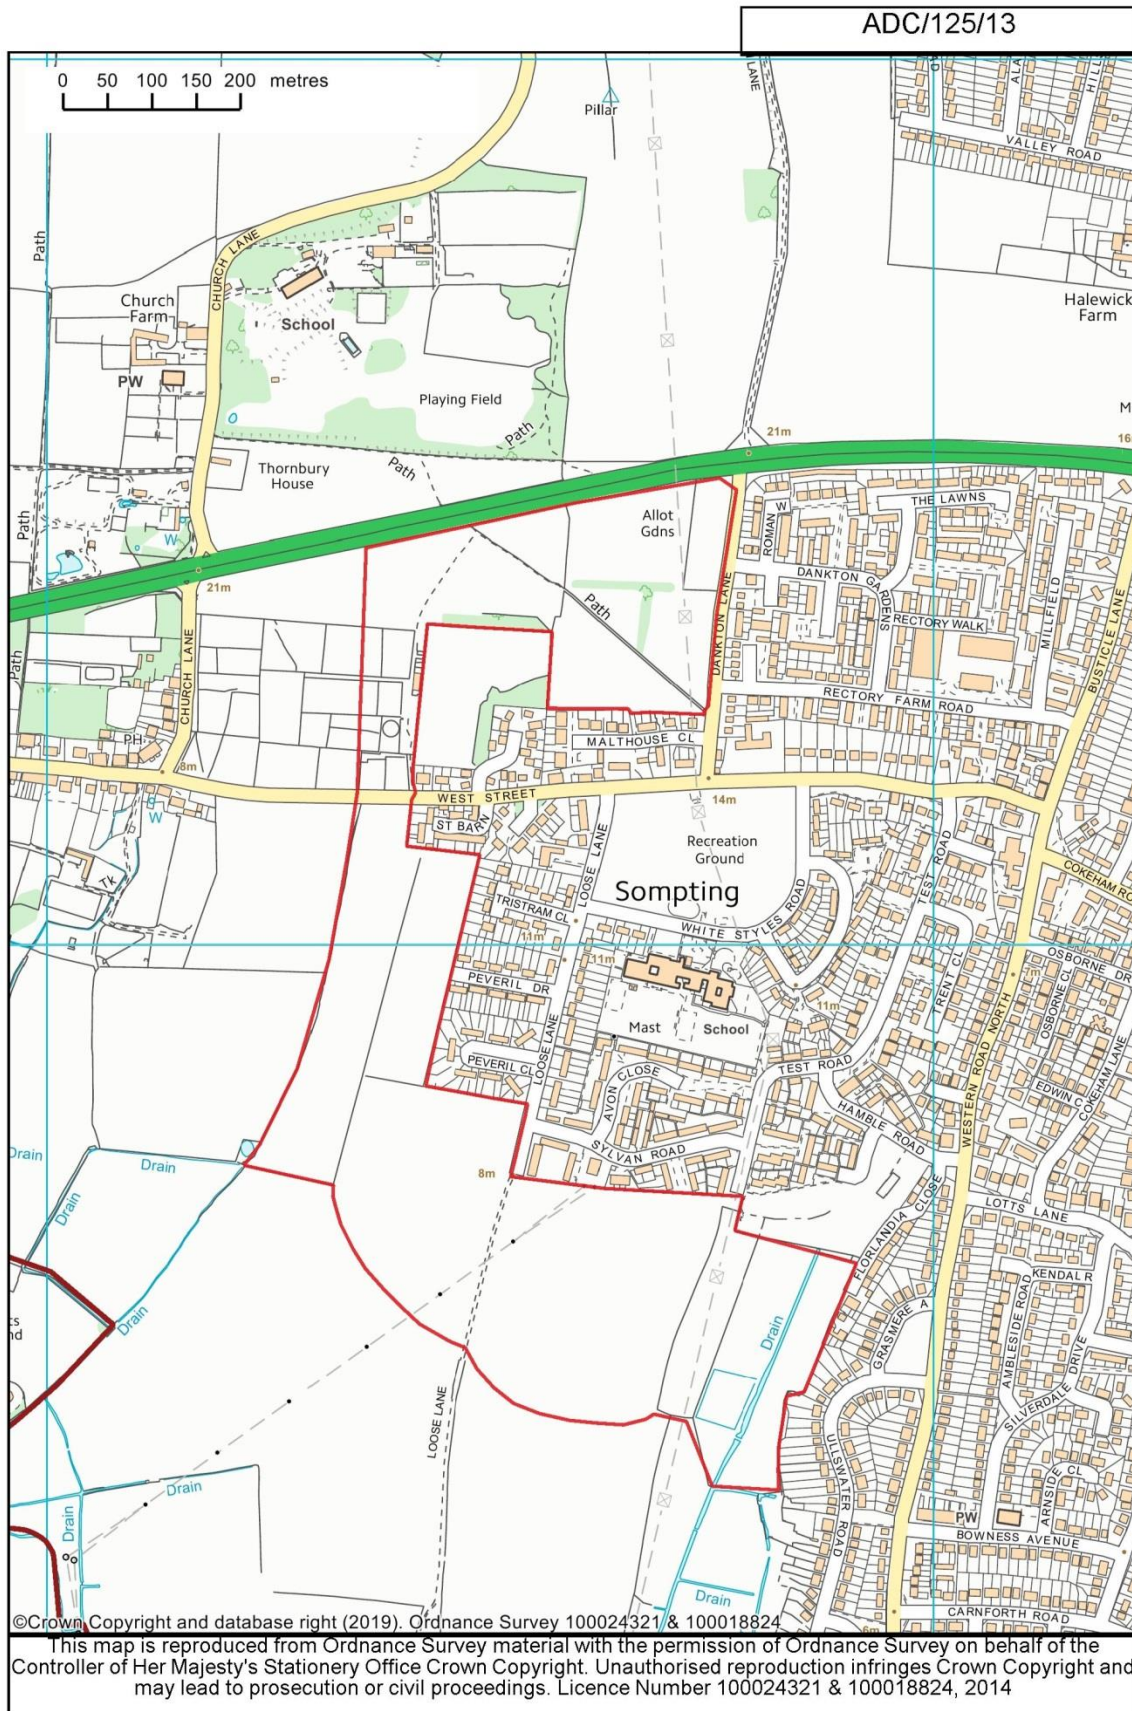 ADC/125/13
0 50 100 150 200 metres
Pillar
LANE
VALLEY ROAD
Path
CHURCH LANE
Church
Farm
School
PW
Halewick
Farm
Playing Field
Path
21m
16m
Thornbury
House
Path
Path
W
Allot
Gdns
ROMAN W
THE LAWNS
21m
Path
DANKTON LANE
DANKTON GARDENS
RECTORY WALK
MILLFIELD
BUSTICLE LANE
Path
CHURCH LANE
RECTORY FARM ROAD
MALTHOUSE CL
PH
8m
WEST STREET
14m
W
ST BARN
LOOSE LANE
Recreation
Ground
TEST ROAD
COKEHAM RO
Tk
Sompting
TRISTRAM CL
WHITE STYLES ROAD
11m
11m
TRENT CL
OSBORNE DR
7m
OSBORNE CL
PEVERIL DR
11m
Mast
School
LOOSE LANE
PEVERIL CL
AVON CLOSE
TEST ROAD
EDWIN C
COKEHAM LANE
HAMBLE ROAD
WESTERN ROAD NORTH
SYLVAN ROAD
Drain
Drain
8m
Drain
FLORLANDIA CLOSE
LOTTS LANE
KENDAL R
Drain
GRASMERE A
AMBLESIDE ROAD
Drain
SILVERDALE DRIVE
LOOSE LANE
ULLSWATER ROAD
ARNSIDE CL
Drain
Drain
PW
BOWNESS AVENUE
Drain
CARNFORTH ROAD
6m
©Crown Copyright and database right (2019). Ordnance Survey 100024321 & 100018824
This map is reproduced from Ordnance Survey material with the permission of Ordnance Survey on behalf of the
Controller of Her Majesty's Stationery Office Crown Copyright. Unauthorised reproduction infringes Crown Copyright and
may lead to prosecution or civil proceedings. Licence Number 100024321 & 100018824, 2014